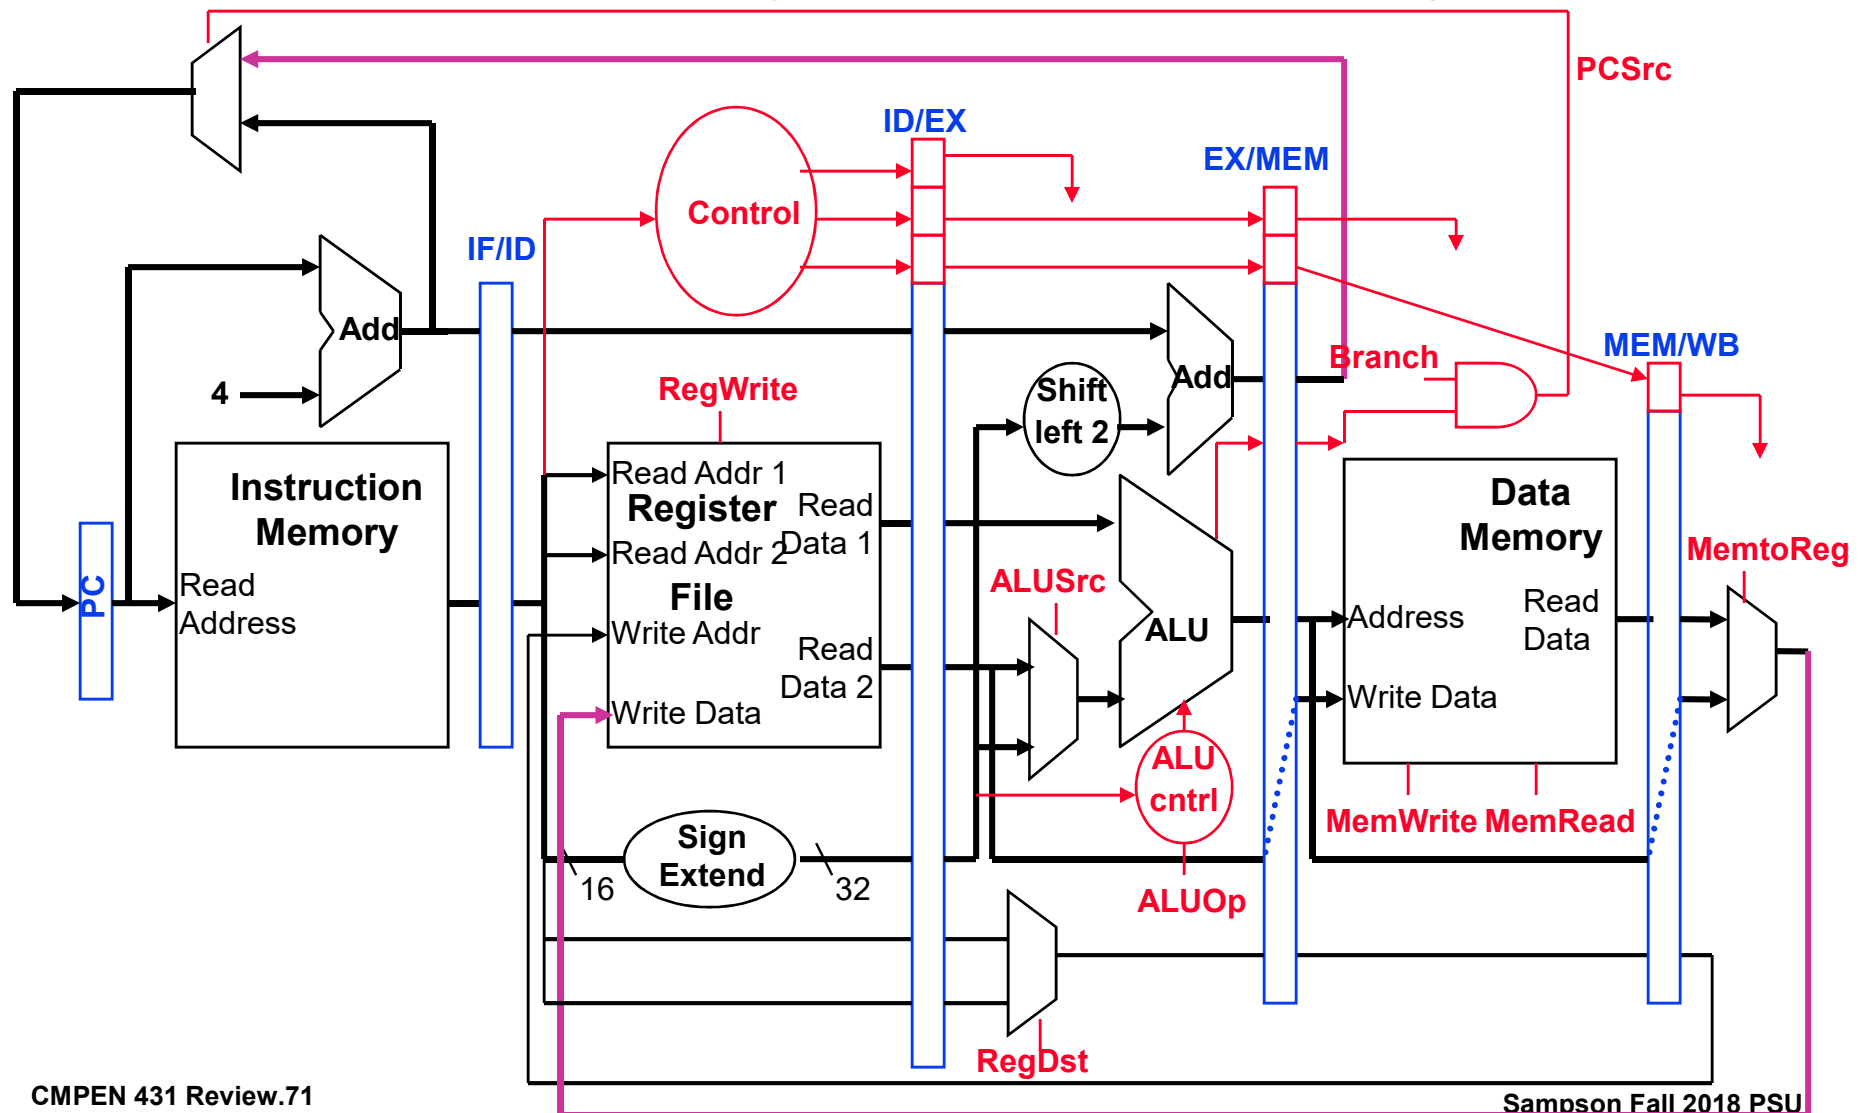 PCSrc
ID/EX
EX/MEM
Control
IF/ID
Add
4
RegWrite
Shift
left 2
Add
Branch
MEM/WB
Instruction
Memory
Read
Address
PC
Read Addr 1
Register
Read
Data 1
Read Addr 2
File
Write Addr
Read
Data 2
Write Data
ALUSrc
ALU
ALU
cntrl
ALUOp
Data
Memory
Address
Read
Data
Write Data
MemtoReg
MemWrite MemRead
Sign
Extend
16
32
RegDst
CMPEN 431 Review.71
Sampson Fall 2018 PSU